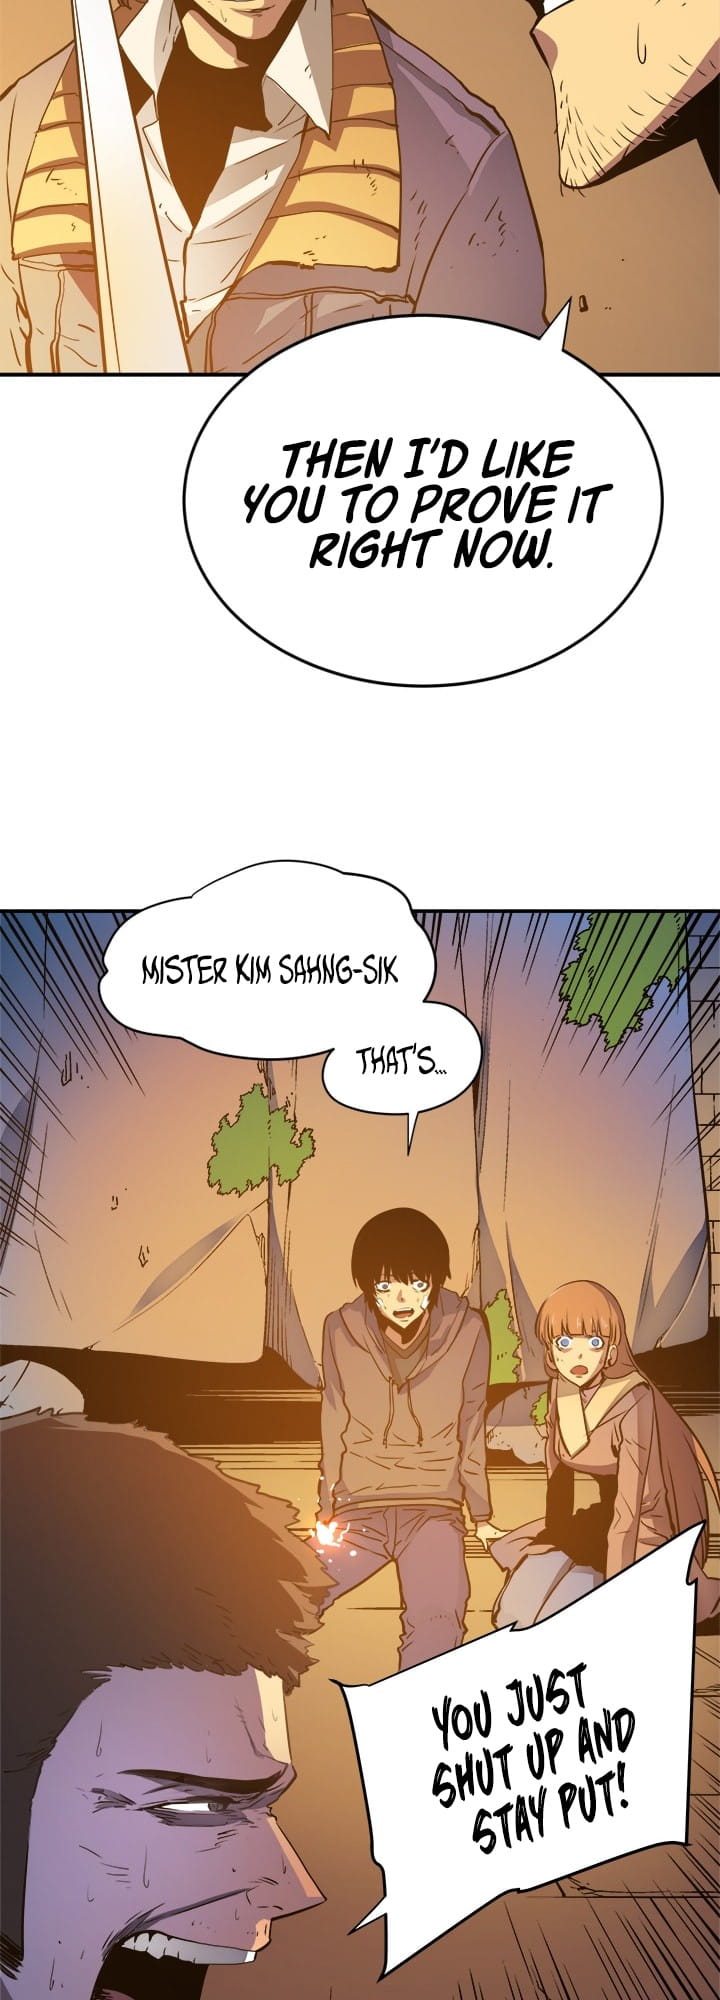 THEN I'D LIKE
YOU TO PROVE IT
RIGHT NOW.
MISTER KIM SAHNG-SIK
THAT'S...
YOU JUST
SHUT UP AND
STAY PUT!